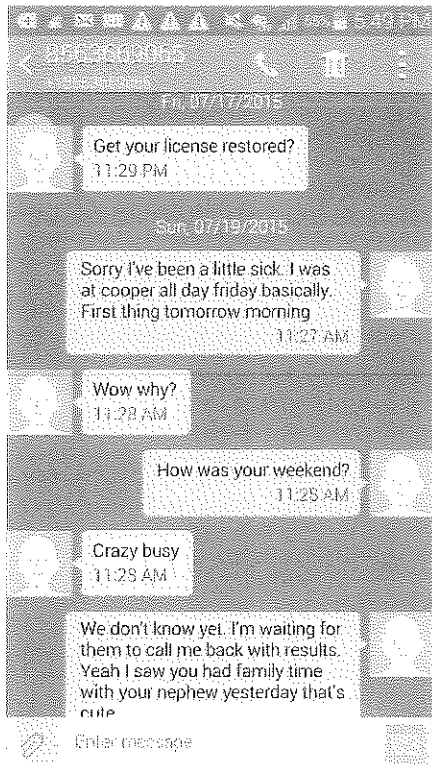 5:49 PM
Fri, 07/17/2015
Get your license restored?
11:29 PM
Sun, 07/19/2015
Sorry I've been a little sick. I was
at cooper all day friday basically.
First thing tomorrow morning
11:27 AM
Wow why?
11:28 AM
How was your weekend?
11:28 AM
Crazy busy
11:28 AM
We don't know yet. I'm waiting for
them to call me back with results.
Yeah I saw you had family time
with your nephew yesterday that's
cute
Enter message